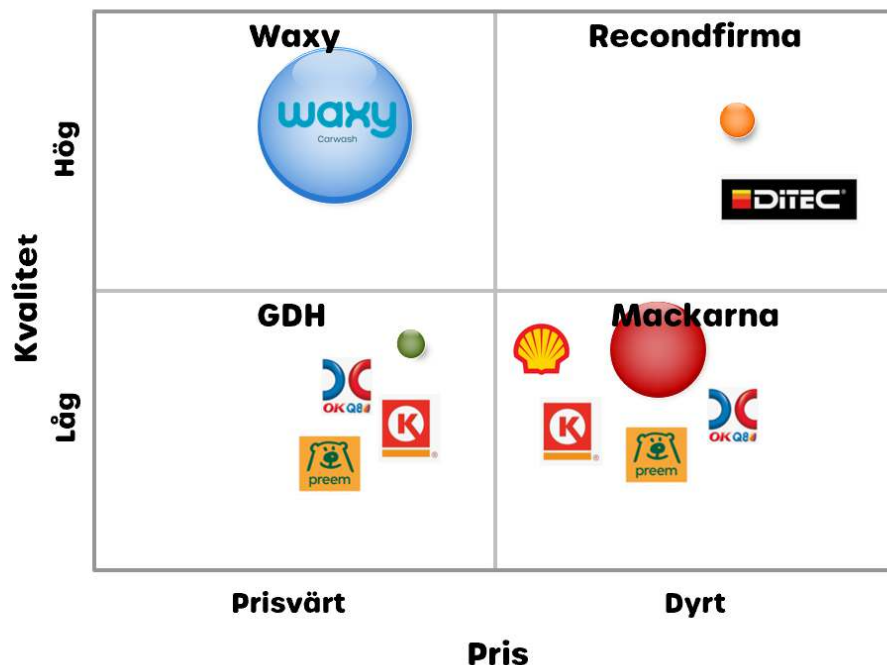 Waxy
Recondfirma
waxy
Carwash
DiTEC®
Hög
Kvalitet
Låg
GDH
Mackarna
OKQ8
K
®
preem
K
®
preem
OKQ8
Prisvärt
Dyrt
Pris